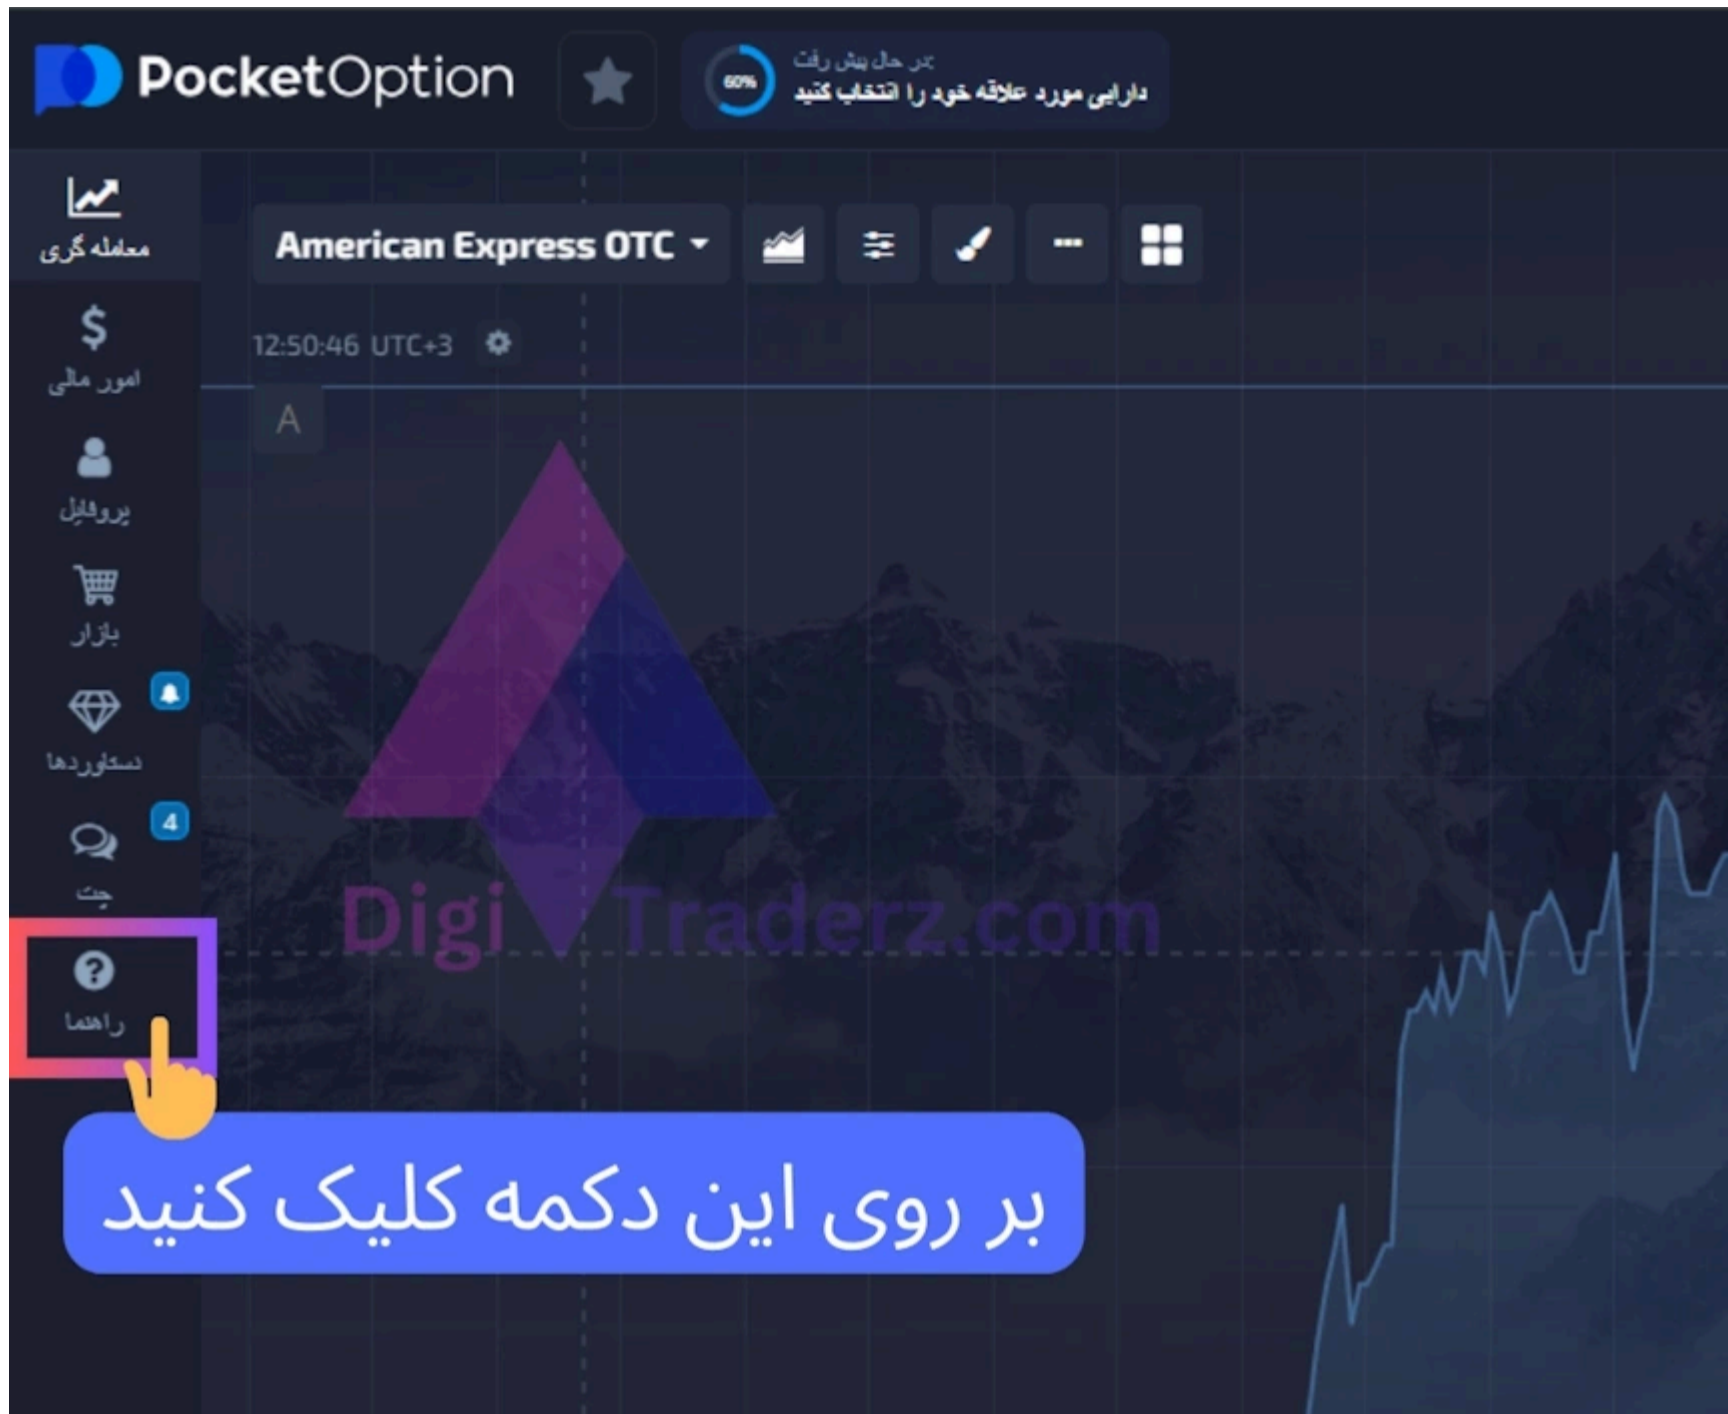 PocketOption
60%
در حال پیش رفت:
دارایی مورد علاقه خود را انتخاب کنید
معامله گری
American Express OTC
امور مالی
12:50:46 UTC+3
A
پروفایل
بازار
دستاوردها
4
چت
Digi Traderz.com
راهنما
بر روی این دکمه کلیک کنید